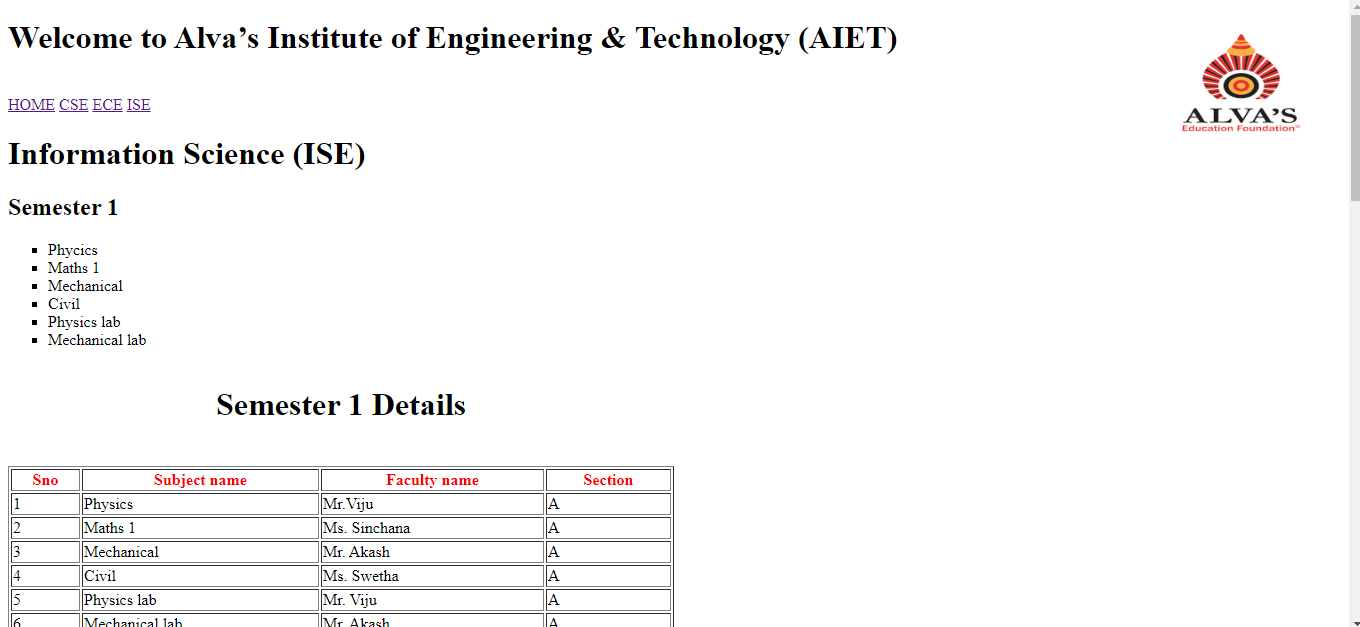 Welcome to Alva’s Institute of Engineering & Technology (AIET)
ALVA'S
Education Foundation®
HOME CSE ECE ISE
Information Science (ISE)
Semester 1
Phycics
Maths 1
Mechanical
Civil
Physics lab
Mechanical lab
Semester 1 Details
Sno Subject name Faculty name Section
1 Physics Mr.Viju A
2 Maths 1 Ms. Sinchana A
3 Mechanical Mr. Akash A
4 Civil Ms. Swetha A
5 Physics lab Mr. Viju A
6 Mechanical lab Mr. Akash A